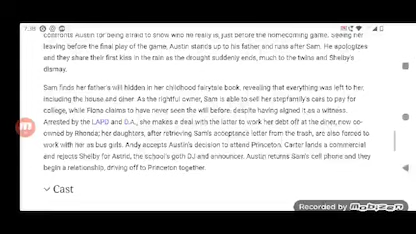 confronts Austin for being afraid to show who he really is, just before the homecoming game. Seeing her
leaving before the final play of the game, Austin stands up to his father and runs after Sam. He apologizes
and they share their first kiss in the rain as the drought suddenly ends, much to the twins and Shelby's
dismay.
Sam finds her father's will hidden in her childhood fairytale book, revealing that everything was left to her,
including the house and diner. As the rightful owner, Sam is able to sell her stepfamily's cars to pay for
college, while Fiona claims to have never seen the will before, despite having signed it as a witness.
Arrested by the LAPD and D.A., she makes a deal with the latter to work her debt off at the diner, now co-
owned by Rhonda; her daughters, after retrieving Sam's acceptance letter from the trash, are also forced to
work with her as bus girls. Andy accepts Austin's decision to attend Princeton. Carter lands a commercial
and rejects Shelby for Astrid, the school's goth DJ and announcer. Austin returns Sam's cell phone and they
begin a relationship, driving off to Princeton together.
Cast
Recorded by Mobizen